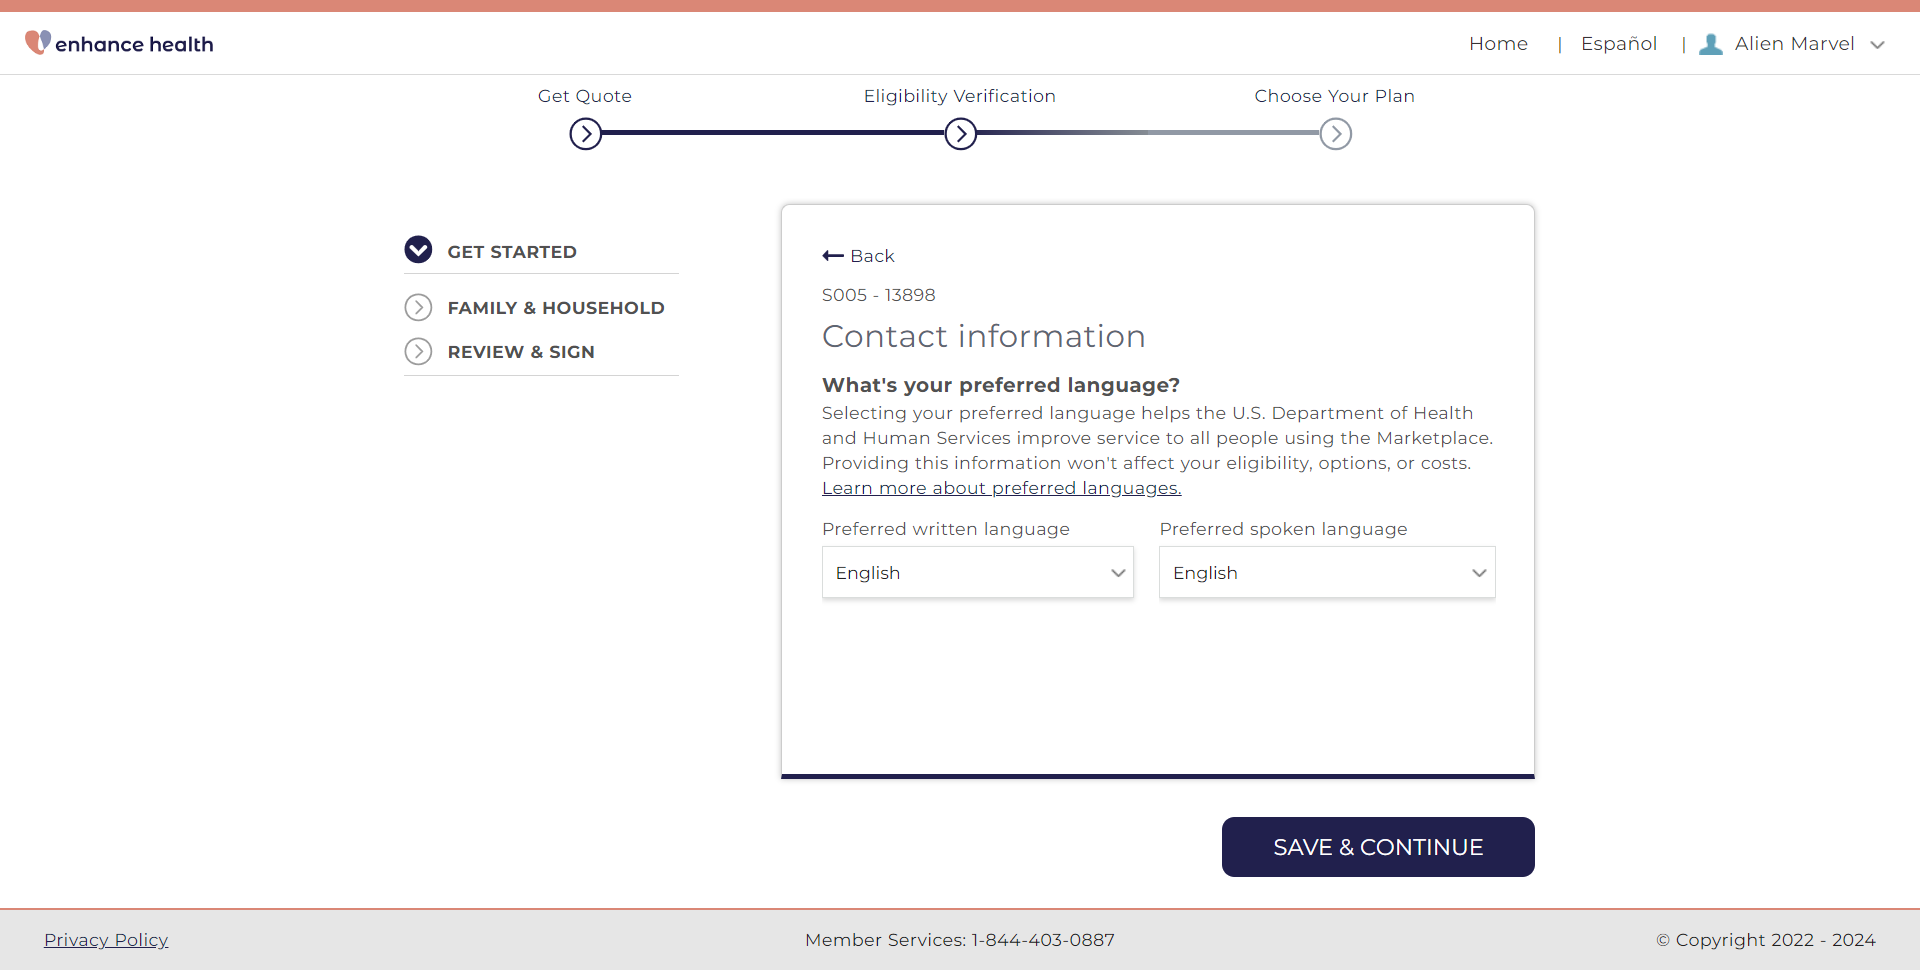 enhance health
Home | Español | Alien Marvel
Get Quote
Eligibility Verification
Choose Your Plan
GET STARTED
FAMILY & HOUSEHOLD
REVIEW & SIGN
Back
S005 - 13898
Contact information
What's your preferred language?
Selecting your preferred language helps the U.S. Department of Health
and Human Services improve service to all people using the Marketplace.
Providing this information won't affect your eligibility, options, or costs.
Learn more about preferred languages.
Preferred written language
English
Preferred spoken language
English
SAVE & CONTINUE
Privacy Policy
Member Services: 1-844-403-0887
© Copyright 2022 - 2024